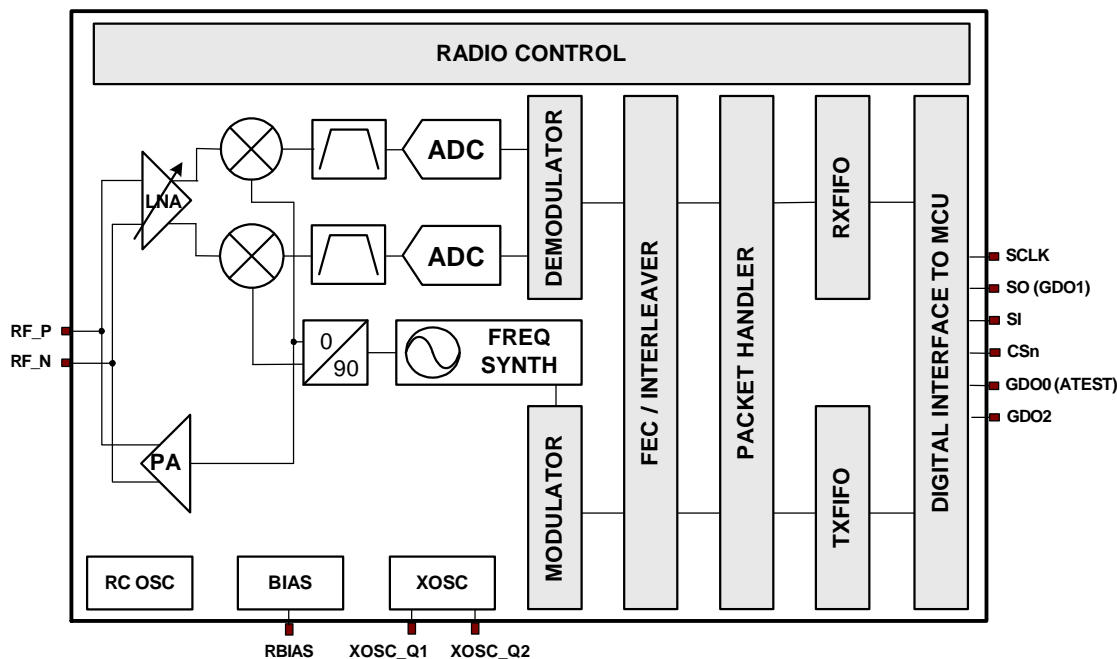 RADIO CONTROL
LNA
ADC
ADC
0
90
FREQ
SYNTH
PA
DEMODULATOR
MODULATOR
FEC / INTERLEAVER
PACKET HANDLER
RXFIFO
TXFIFO
DIGITAL INTERFACE TO MCU
RF_P
RF_N
SCLK
SO (GDO1)
SI
CSn
GDO0 (ATEST)
GDO2
RC OSC
BIAS
XOSC
RBIAS
XOSC_Q1
XOSC_Q2